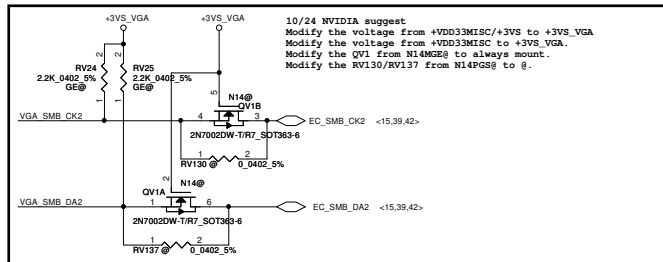 +3VS_VGA
+3VS_VGA
10/24 NVIDIA suggest
Modify the voltage from +VDD33MISC/+3VS to +3VS_VGA
Modify the voltage from +VDD33MISC to +3VS_VGA.
Modify the QV1 from N14MGE@ to always mount.
Modify the RV130/RV137 from N14PGS@ to @.
2
2
RV24
2.2K_0402_5%
GE@
RV25
2.2K_0402_5%
GE@
1
1
5
N14@
QV1B
VGA_SMB_CK2
4
3
EC_SMB_CK2 <15,39,42>
2N7002DW-T/R7_SOT363-6
1
2
RV130 @
0_0402_5%
2
N14@
QV1A
VGA_SMB_DA2
1
6
EC_SMB_DA2 <15,39,42>
2N7002DW-T/R7_SOT363-6
1
2
RV137 @
0_0402_5%